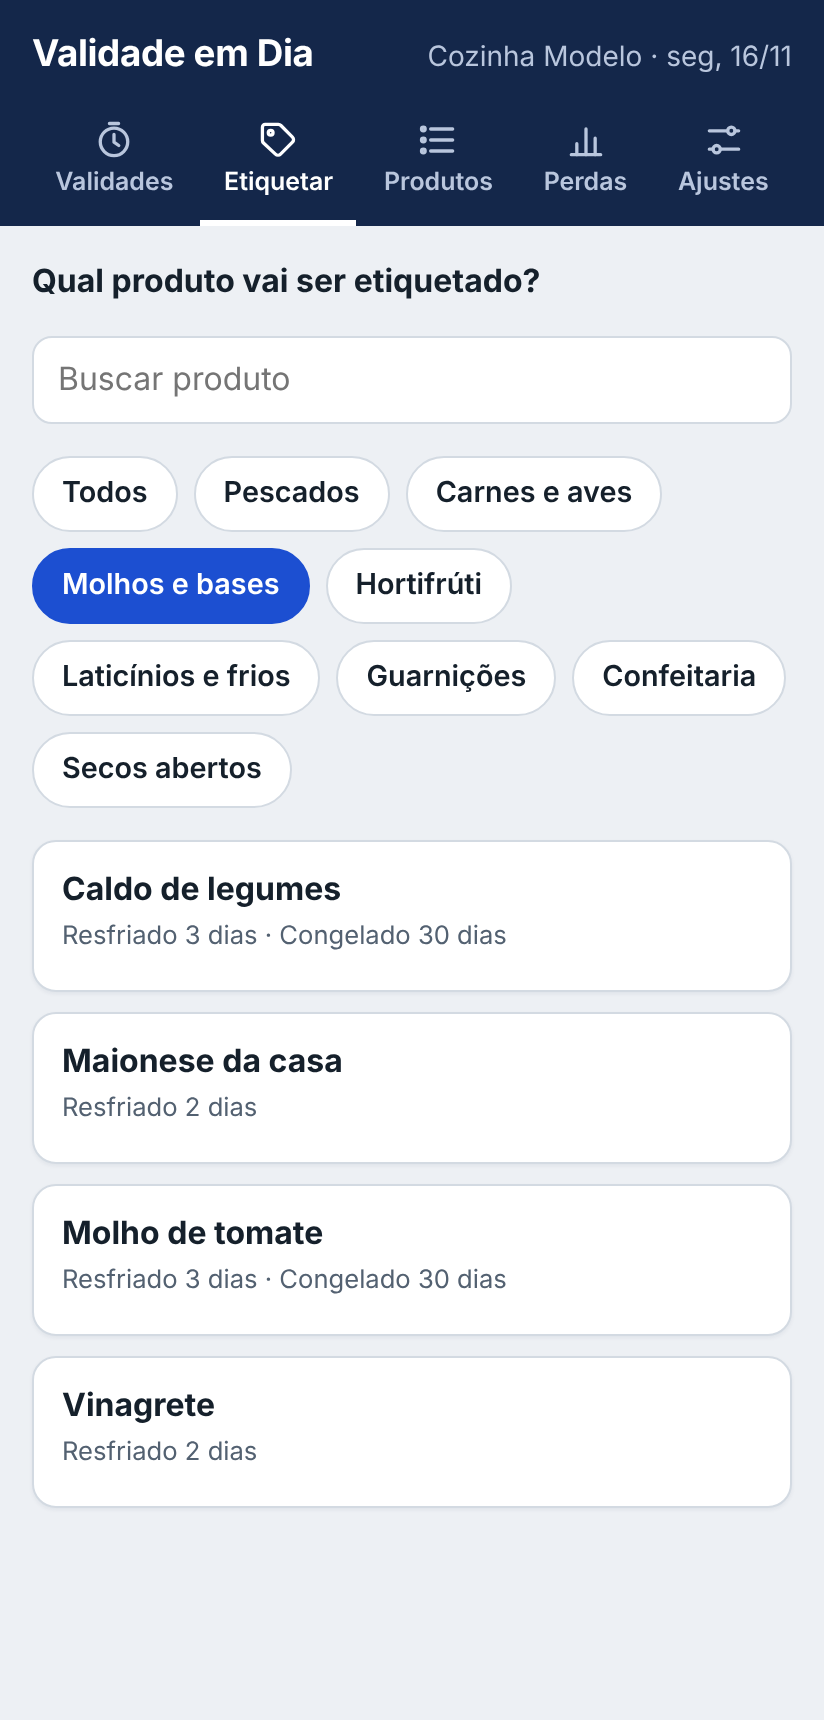 Validade em Dia
Cozinha Modelo · seg, 16/11
Validades
Etiquetar
Produtos
Perdas
Ajustes
Qual produto vai ser etiquetado?
Buscar produto
Todos
Pescados
Carnes e aves
Molhos e bases
Hortifrúti
Laticínios e frios
Guarnições
Confeitaria
Secos abertos
Caldo de legumes
Resfriado 3 dias · Congelado 30 dias
Maionese da casa
Resfriado 2 dias
Molho de tomate
Resfriado 3 dias · Congelado 30 dias
Vinagrete
Resfriado 2 dias